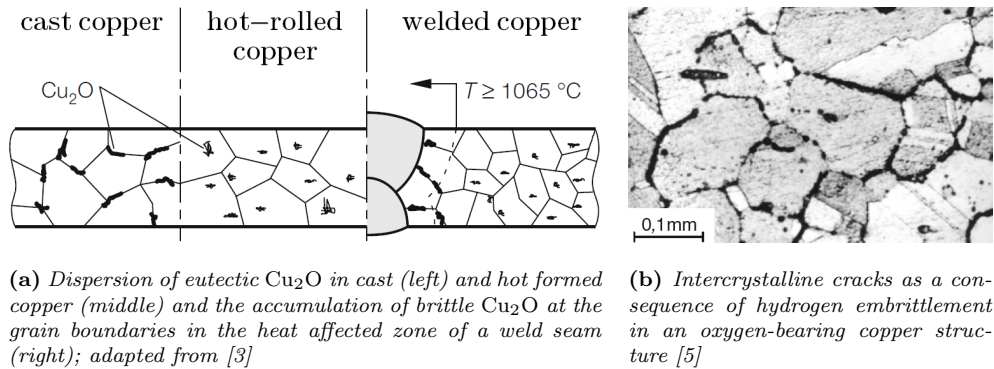 cast copper
hot–rolled
copper
welded copper
Cu₂O
T ≥ 1065 °C
0,1mm
(a) Dispersion of eutectic Cu₂O in cast (left) and hot formed
copper (middle) and the accumulation of brittle Cu₂O at the
grain boundaries in the heat affected zone of a weld seam
(right); adapted from [3]
(b) Intercrystalline cracks as a con-
sequence of hydrogen embrittlement
in an oxygen-bearing copper struc-
ture [5]